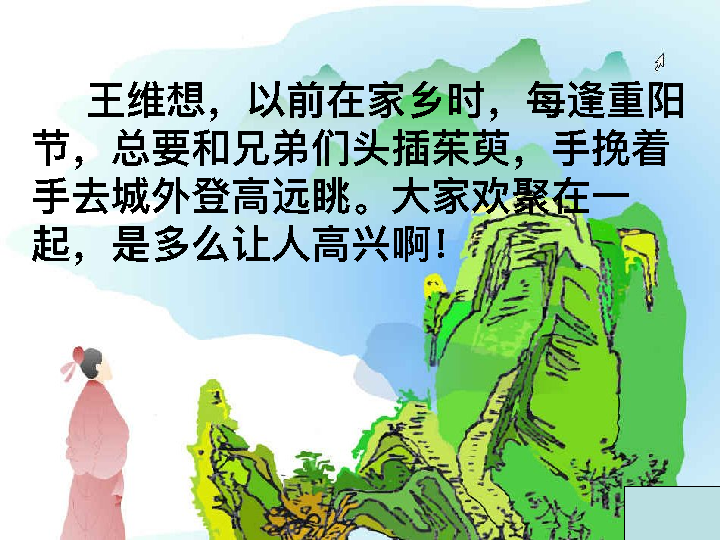 王维想，以前在家乡时，每逢重阳
节，总要和兄弟们头插茱萸，手挽着
手去城外登高远眺。大家欢聚在一
起，是多么让人高兴啊！